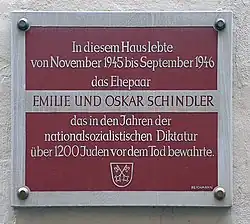 In diesem Haus lebte
von November 1945 bis September 1946
das Ehepaar
EMILIE UND OSKAR SCHINDLER
das in den Jahren der
nationalsozialistischen Diktatur
über 1200 Juden vor dem Tod bewahrte.